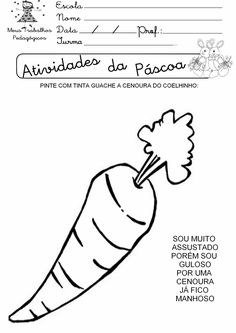 Escola
Nome
Data / / Prof.:
Turma
Meus Trabalhos
Pedagógicos
Atividades da Páscoa
PINTE COM TINTA GUACHE A CENOURA DO COELHINHO:
SOU MUITO
ASSUSTADO
PORÉM SOU
GULOSO
POR UMA
CENOURA
JÁ FICO
MANHOSO